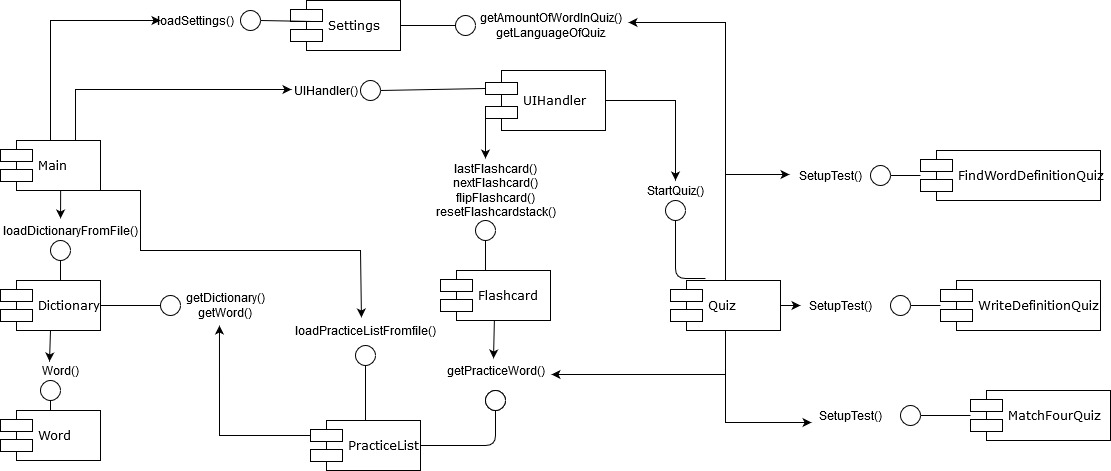 loadSettings()
Settings
getAmountOfWordInQuiz()
getLanguageOfQuiz
UIHandler()
UIHandler
Main
lastFlashcard()
nextFlashcard()
flipFlashcard()
resetFlashcardstack()
StartQuiz()
SetupTest()
FindWordDefinitionQuiz
loadDictionaryFromFile()
Dictionary
getDictionary()
getWord()
Flashcard
Quiz
SetupTest()
WriteDefinitionQuiz
loadPracticeListFromfile()
Word()
getPracticeWord()
SetupTest()
MatchFourQuiz
Word
PracticeList